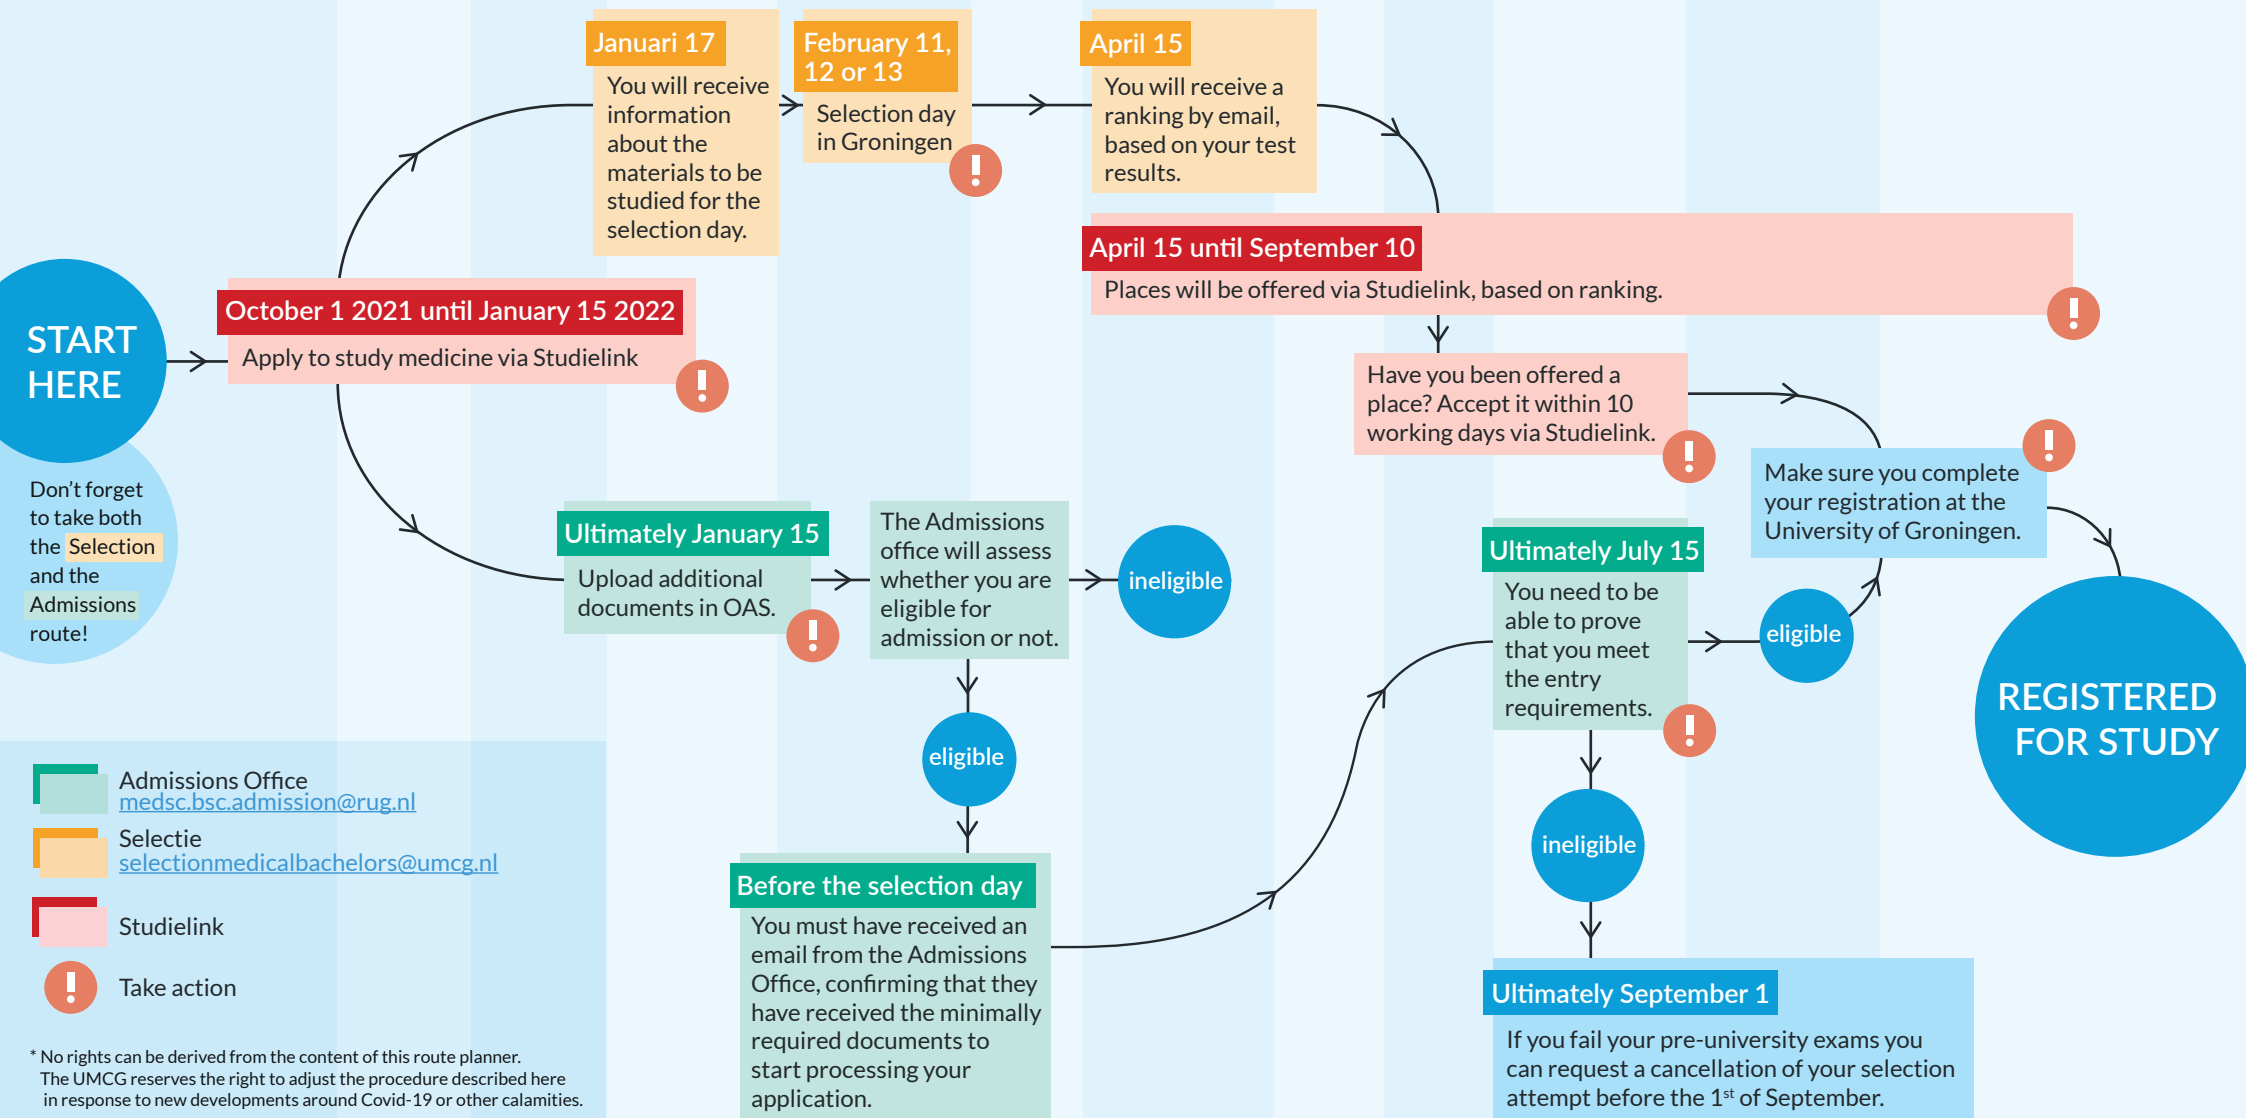 START
HERE
Don't forget
to take both
the Selection
and the
Admissions
route!
October 1 2021 until January 15 2022
Apply to study medicine via Studielink
Januari 17
You will receive
information
about the
materials to be
studied for the
selection day.
February 11,
12 or 13
Selection day
in Groningen
April 15
You will receive a
ranking by email,
based on your test
results.
April 15 until September 10
Places will be offered via Studielink, based on ranking.
Have you been offered a
place? Accept it within 10
working days via Studielink.
Make sure you complete
your registration at the
University of Groningen.
Ultimately January 15
Upload additional
documents in OAS.
The Admissions
office will assess
whether you are
eligible for
admission or not.
ineligible
eligible
Before the selection day
You must have received an
email from the Admissions
Office, confirming that they
have received the minimally
required documents to
start processing your
application.
Ultimately July 15
You need to be
able to prove
that you meet
the entry
requirements.
eligible
ineligible
Ultimately September 1
If you fail your pre-university exams you
can request a cancellation of your selection
attempt before the 1st of September.
REGISTERED
FOR STUDY
Admissions Office
medsc.bsc.admission@rug.nl
Selectie
selectionmedicalbachelors@umcg.nl
Studielink
Take action
* No rights can be derived from the content of this route planner.
The UMCG reserves the right to adjust the procedure described here
in response to new developments around Covid-19 or other calamities.